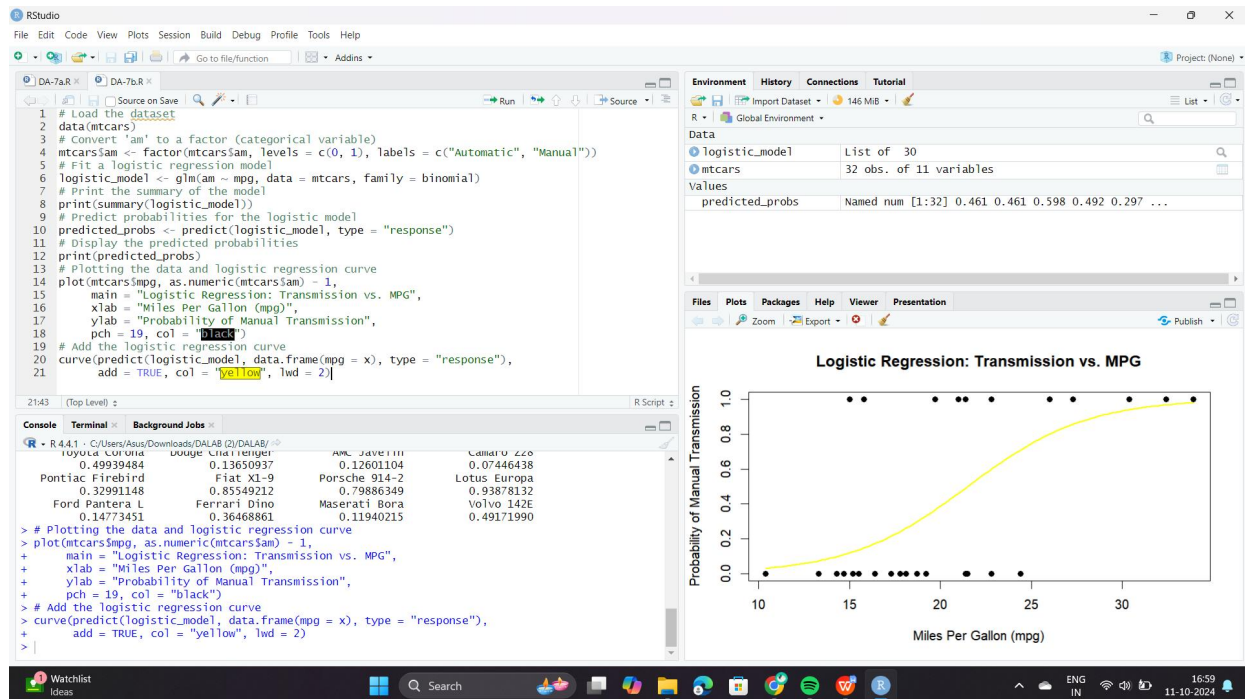 RStudio
File Edit Code View Plots Session Build Debug Profile Tools Help
Go to file/function Addins Project: (None)
DA-7a.R DA-7b.R
Source on Save Run Source
1 # Load the dataset
2 data(mtcars)
3 # Convert 'am' to a factor (categorical variable)
4 mtcars$am <- factor(mtcars$am, levels = c(0, 1), labels = c("Automatic", "Manual"))
5 # Fit a logistic regression model
6 logistic_model <- glm(am ~ mpg, data = mtcars, family = binomial)
7 # Print the summary of the model
8 print(summary(logistic_model))
9 # Predict probabilities for the logistic model
10 predicted_probs <- predict(logistic_model, type = "response")
11 # Display the predicted probabilities
12 print(predicted_probs)
13 # Plotting the data and logistic regression curve
14 plot(mtcars$mpg, as.numeric(mtcars$am) - 1,
15 main = "Logistic Regression: Transmission vs. MPG",
16 xlab = "Miles Per Gallon (mpg)",
17 ylab = "Probability of Manual Transmission",
18 pch = 19, col = "black")
19 # Add the logistic regression curve
20 curve(predict(logistic_model, data.frame(mpg = x), type = "response"),
21 add = TRUE, col = "yellow", lwd = 2)
21:43 (Top Level) R Script
Console Terminal Background Jobs
R 4.4.1 · C:/Users/Asus/Downloads/DALAB (2)/DALAB/
Toyota Corona Dodge Challenger AMC Javelin Camaro Z28
0.49939484 0.13650937 0.12601104 0.07446438
Pontiac Firebird Fiat X1-9 Porsche 914-2 Lotus Europa
0.32991148 0.85549212 0.79886349 0.93878132
Ford Pantera L Ferrari Dino Maserati Bora Volvo 142E
0.14773451 0.36468861 0.11940215 0.49171990
> # Plotting the data and logistic regression curve
> plot(mtcars$mpg, as.numeric(mtcars$am) - 1,
+ main = "Logistic Regression: Transmission vs. MPG",
+ xlab = "Miles Per Gallon (mpg)",
+ ylab = "Probability of Manual Transmission",
+ pch = 19, col = "black")
> # Add the logistic regression curve
> curve(predict(logistic_model, data.frame(mpg = x), type = "response"),
+ add = TRUE, col = "yellow", lwd = 2)
>
Environment History Connections Tutorial
Import Dataset 146 MiB List
R Global Environment
Data
logistic_model List of 30
mtcars 32 obs. of 11 variables
Values
predicted_probs Named num [1:32] 0.461 0.461 0.598 0.492 0.297 ...
Files Plots Packages Help Viewer Presentation
Zoom Export Publish
Logistic Regression: Transmission vs. MPG
Probability of Manual Transmission
1.0
0.8
0.6
0.4
0.2
0.0
10 15 20 25 30
Miles Per Gallon (mpg)
1 Watchlist
Ideas
Search
ENG
IN
16:59
11-10-2024